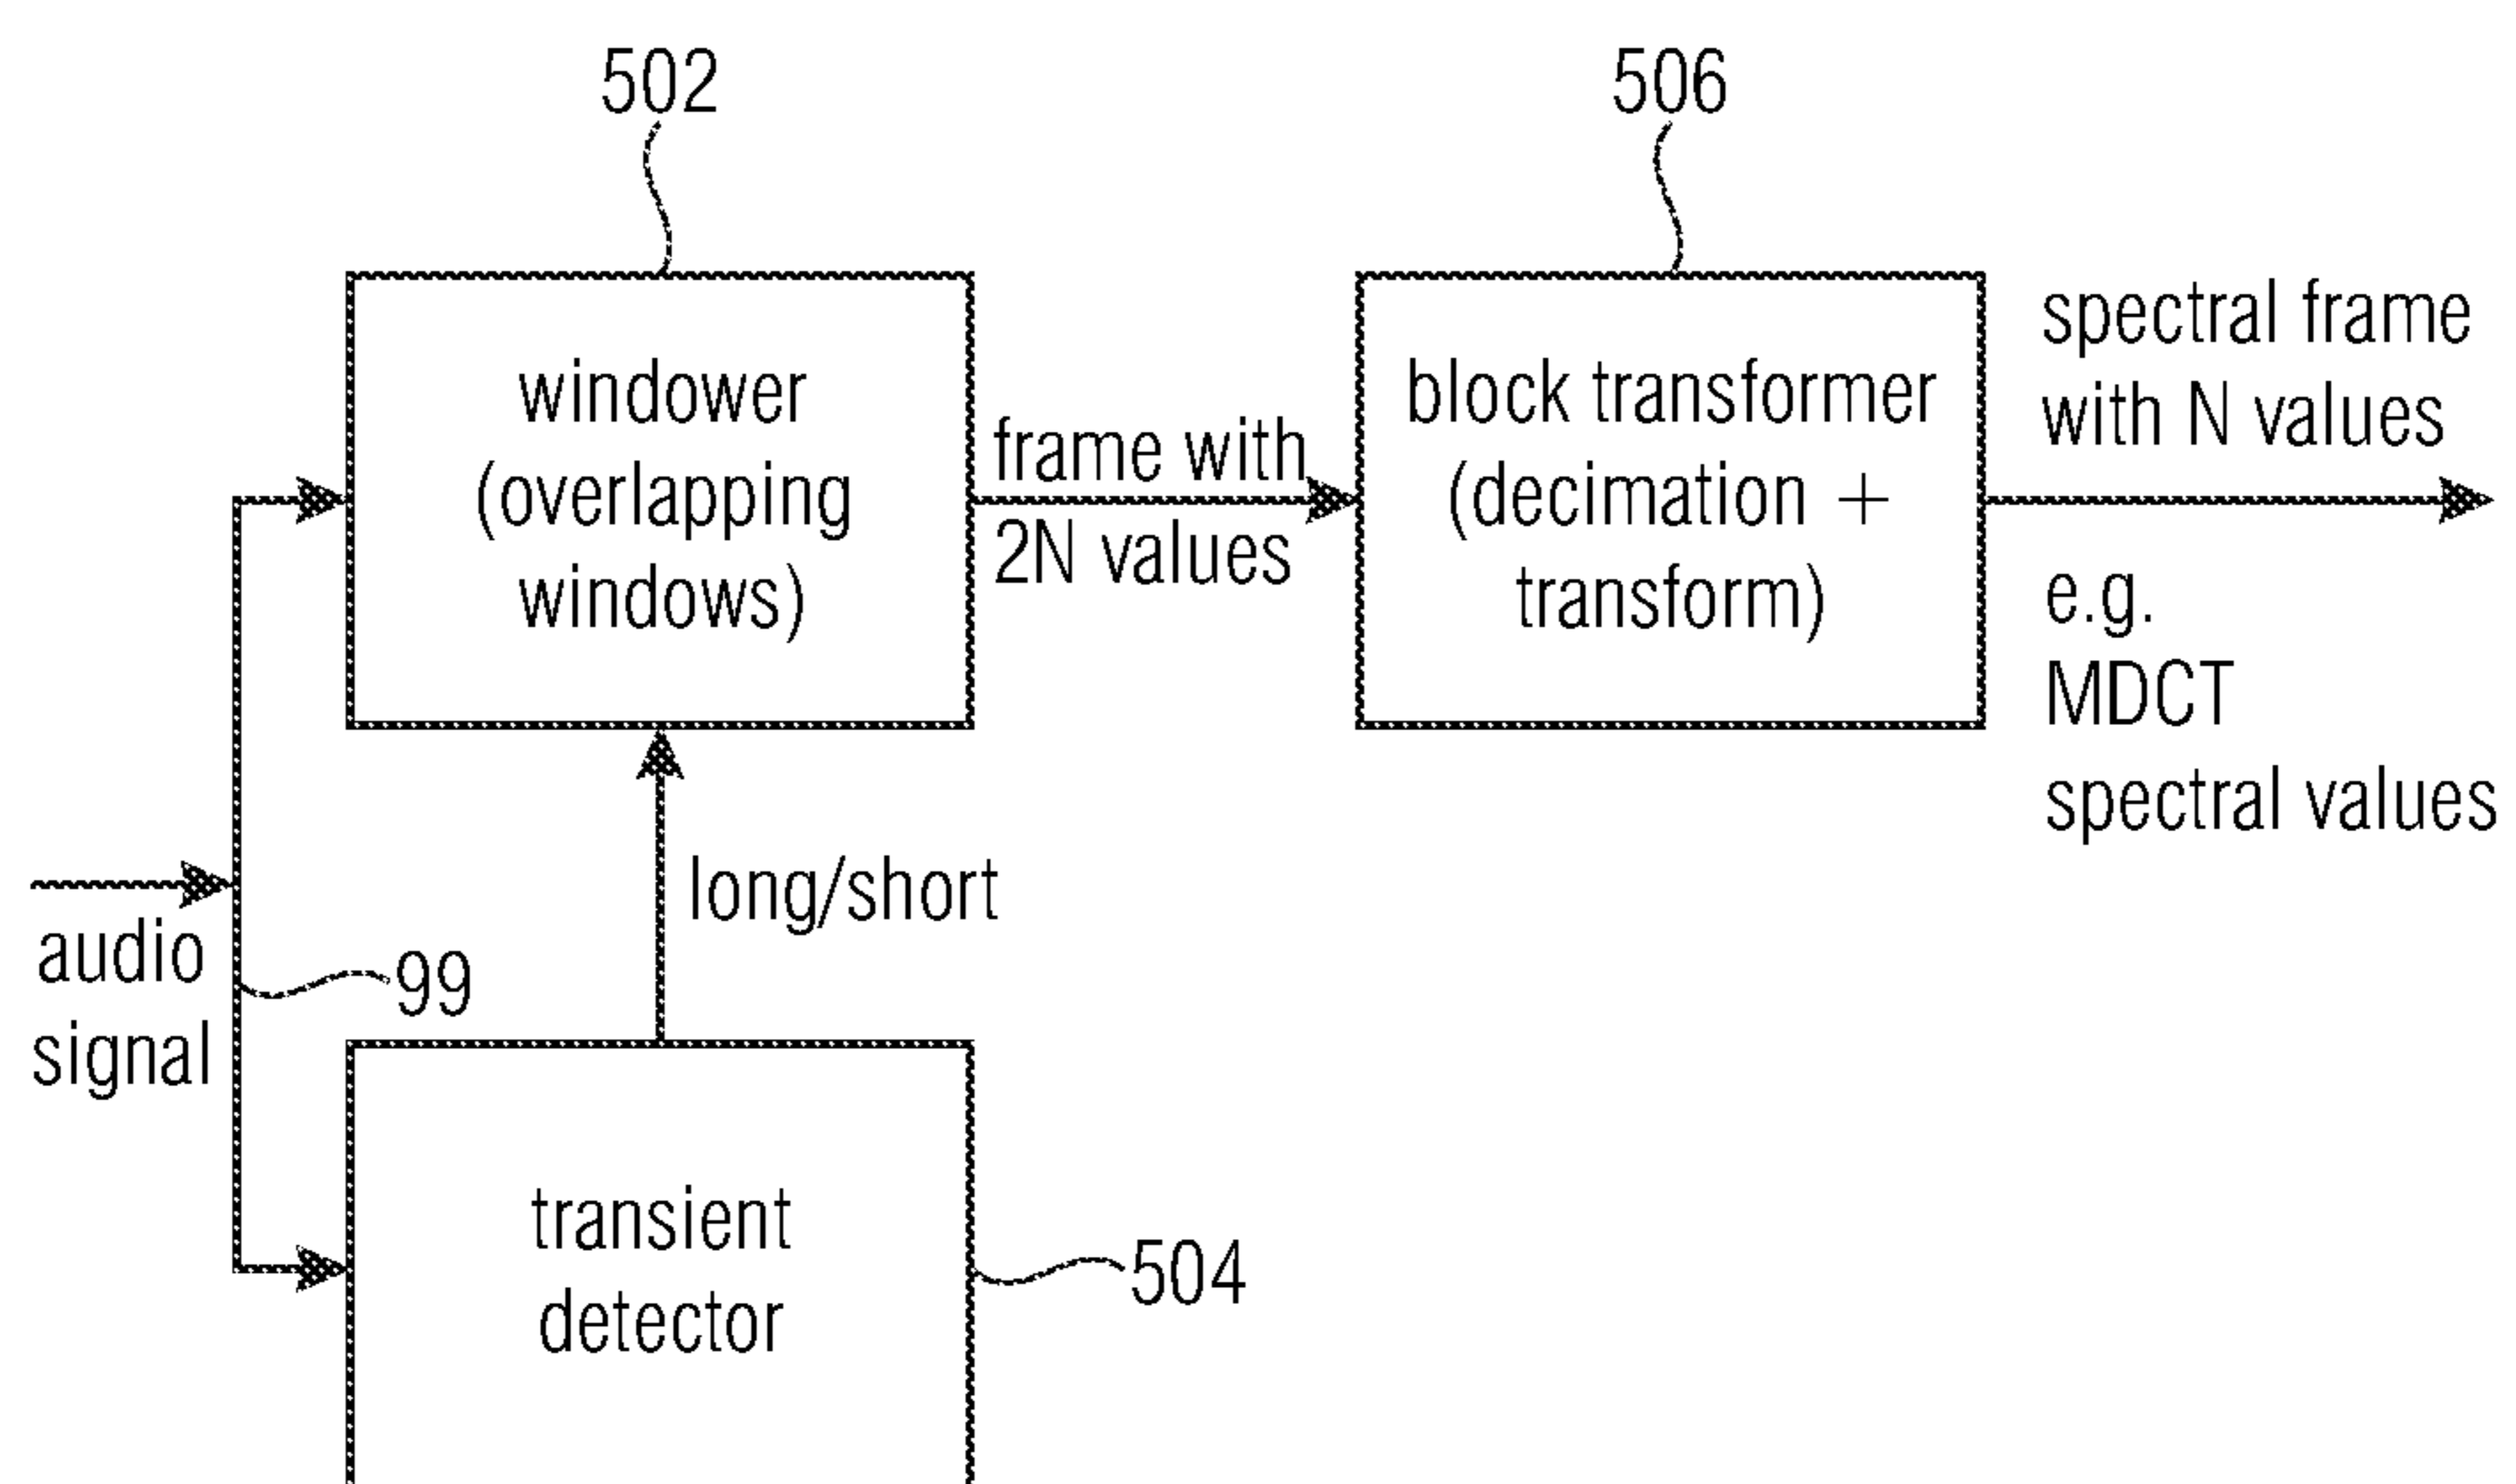 502
506
windower
(overlapping
windows)
frame with
2N values
block transformer
(decimation +
transform)
spectral frame
with N values
e.g.
MDCT
spectral values
long/short
audio
signal
99
transient
detector
504